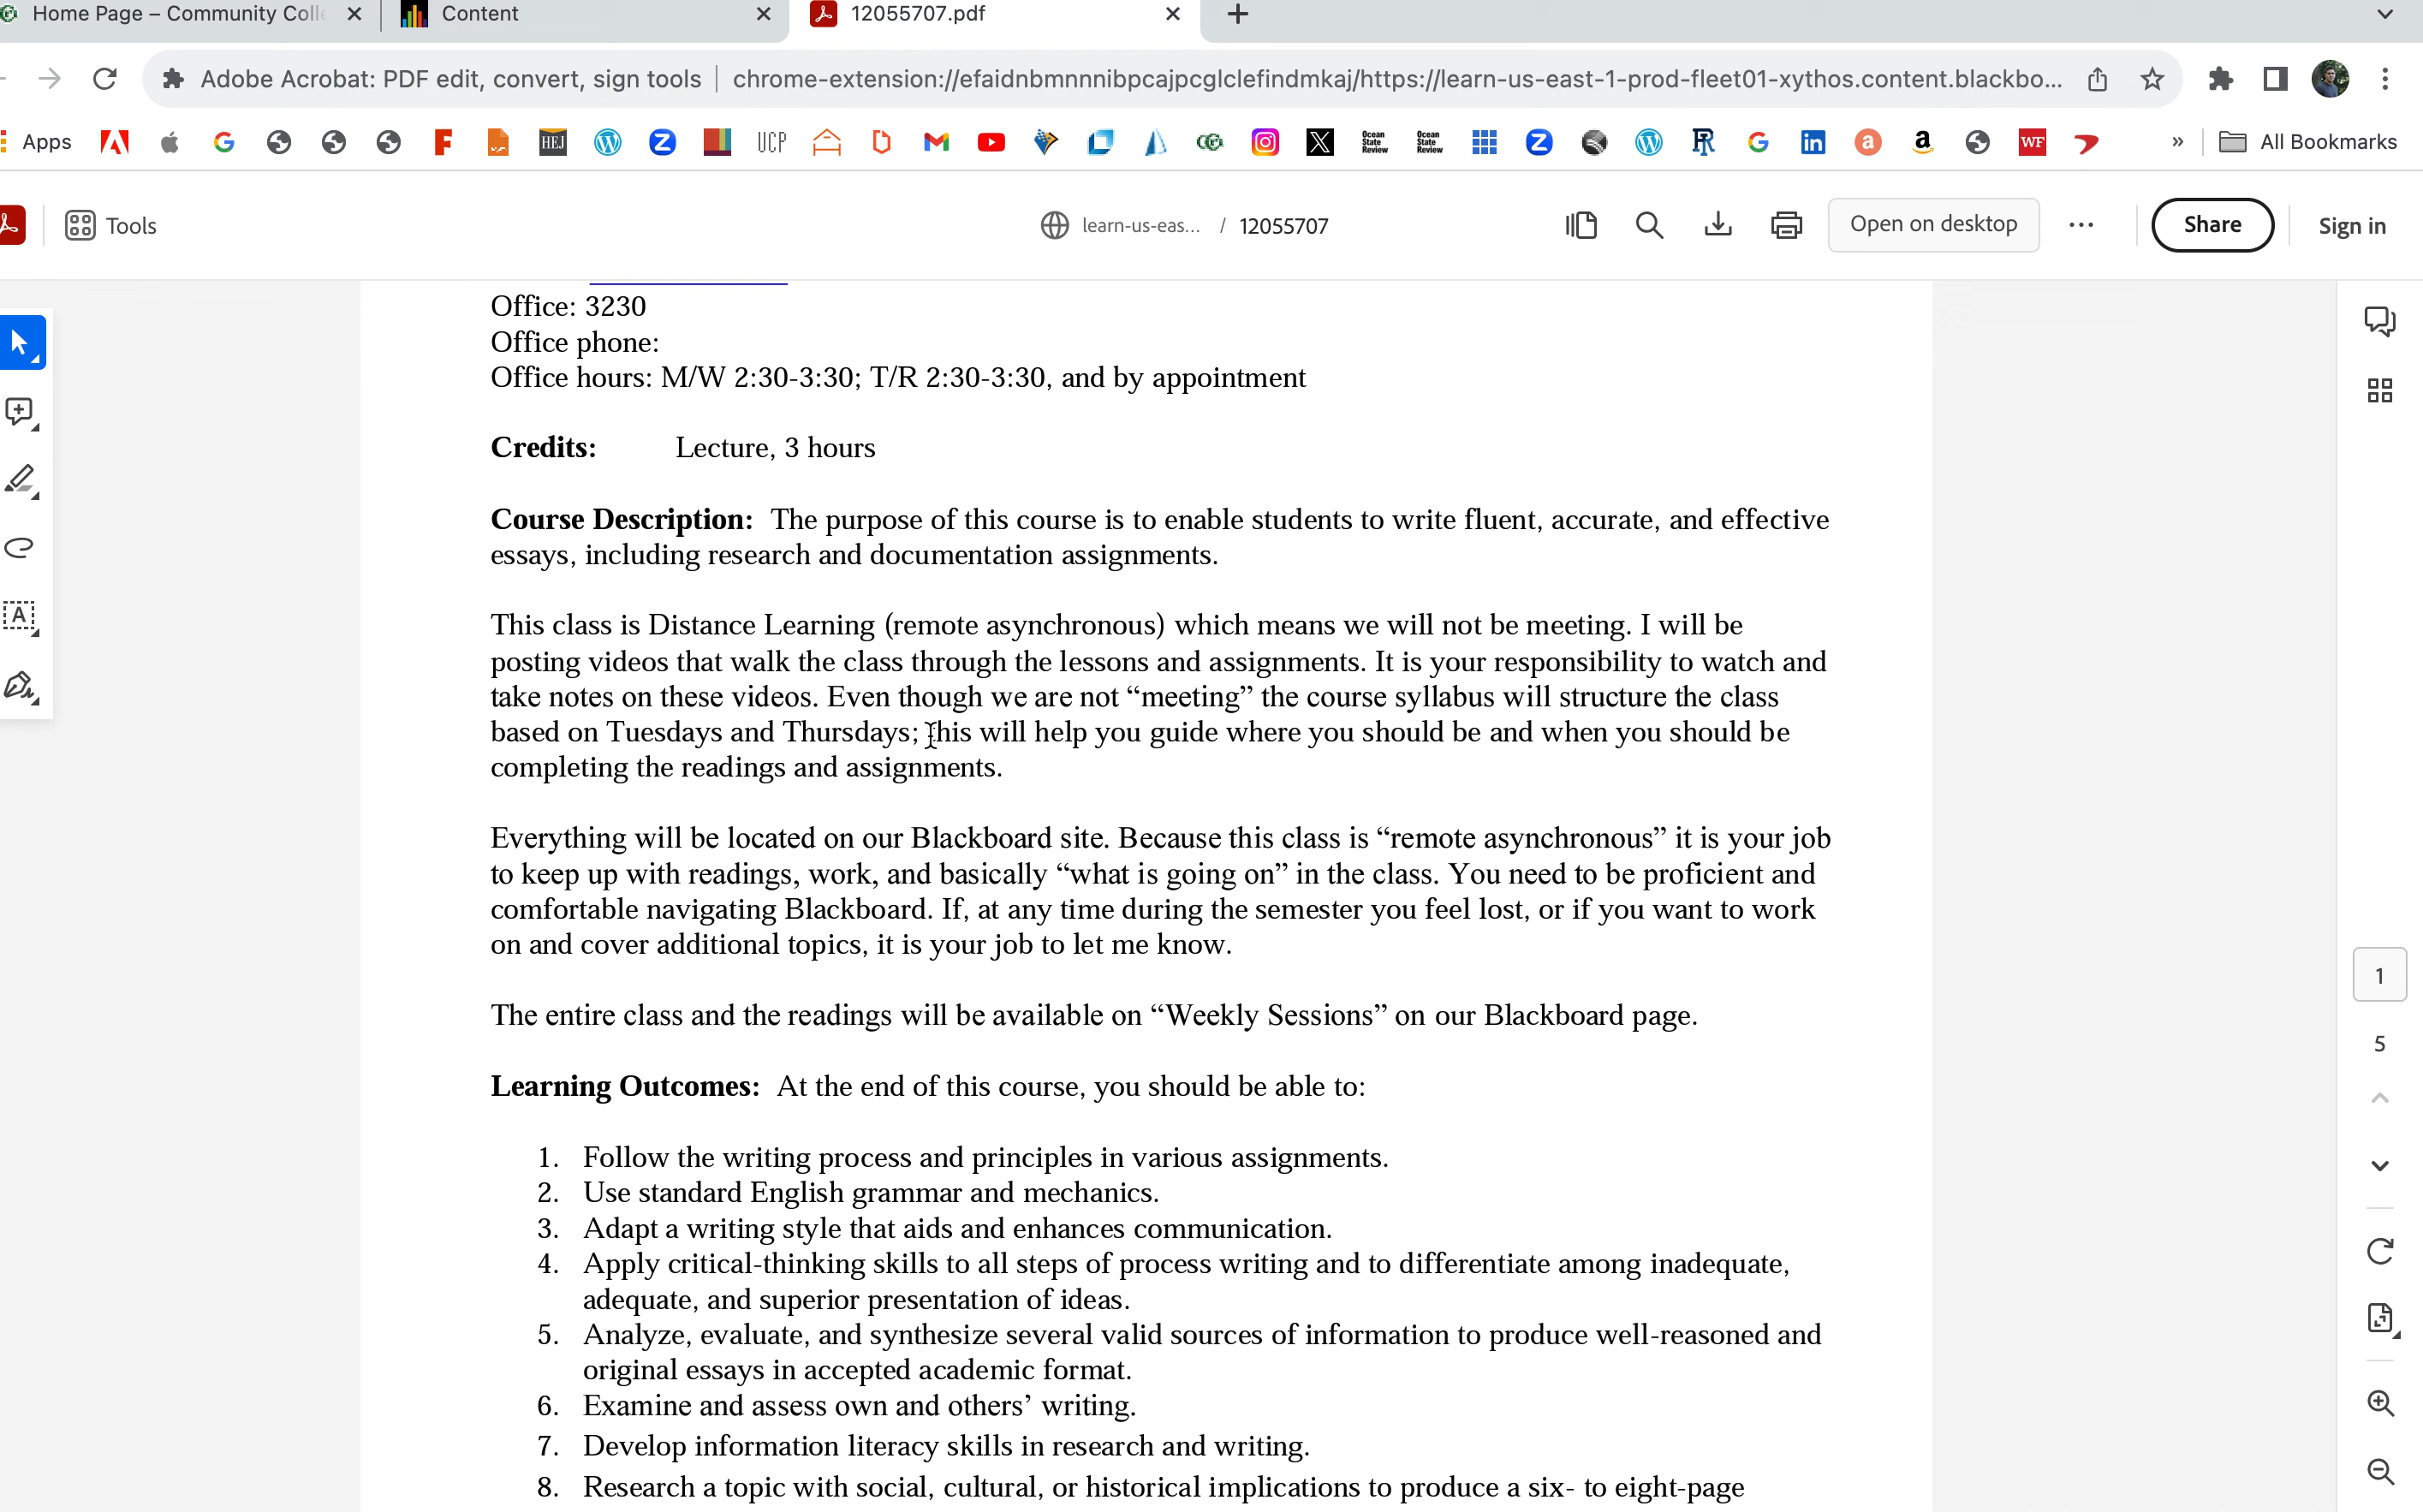 Home Page – Community Coll
Content
12055707.pdf
Adobe Acrobat: PDF edit, convert, sign tools
chrome-extension://efaidnbmnnnibpcajpcglclefindmkaj/https://learn-us-east-1-prod-fleet01-xythos.content.blackbo...
Apps
F
HEJ
UCP
Ocean State Review
Ocean State Review
a
a
WF
»
All Bookmarks
Tools
learn-us-eas... / 12055707
Open on desktop
Share
Sign in
Office: 3230
Office phone:
Office hours: M/W 2:30-3:30; T/R 2:30-3:30, and by appointment
Credits: Lecture, 3 hours
Course Description: The purpose of this course is to enable students to write fluent, accurate, and effective
essays, including research and documentation assignments.
This class is Distance Learning (remote asynchronous) which means we will not be meeting. I will be
posting videos that walk the class through the lessons and assignments. It is your responsibility to watch and
take notes on these videos. Even though we are not “meeting” the course syllabus will structure the class
based on Tuesdays and Thursdays; this will help you guide where you should be and when you should be
completing the readings and assignments.
Everything will be located on our Blackboard site. Because this class is “remote asynchronous” it is your job
to keep up with readings, work, and basically “what is going on” in the class. You need to be proficient and
comfortable navigating Blackboard. If, at any time during the semester you feel lost, or if you want to work
on and cover additional topics, it is your job to let me know.
The entire class and the readings will be available on “Weekly Sessions” on our Blackboard page.
Learning Outcomes: At the end of this course, you should be able to:
1. Follow the writing process and principles in various assignments.
2. Use standard English grammar and mechanics.
3. Adapt a writing style that aids and enhances communication.
4. Apply critical-thinking skills to all steps of process writing and to differentiate among inadequate,
adequate, and superior presentation of ideas.
5. Analyze, evaluate, and synthesize several valid sources of information to produce well-reasoned and
original essays in accepted academic format.
6. Examine and assess own and others’ writing.
7. Develop information literacy skills in research and writing.
8. Research a topic with social, cultural, or historical implications to produce a six- to eight-page
1
5